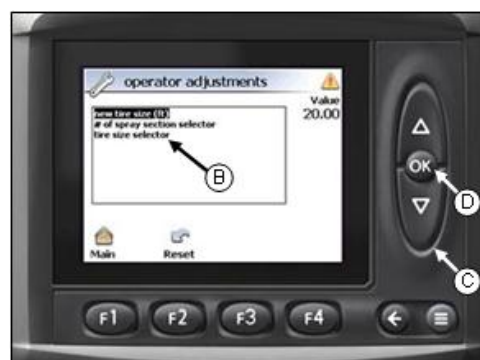 operator adjustments
Value
new tire size (ft)
20.00
# of spray section selector
tire size selector
B
OK
D
C
Main
Reset
F1
F2
F3
F4